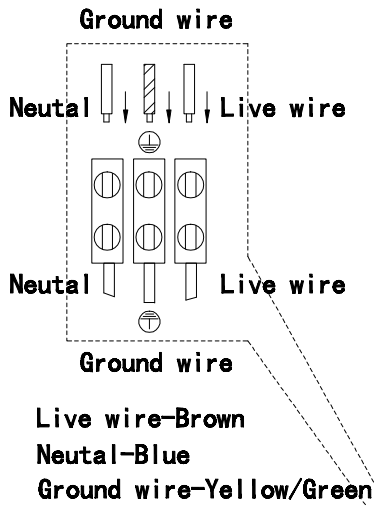 Ground wire
Neutal Live wire
Neutal Live wire
Ground wire
Live wire-Brown
Neutal-Blue
Ground wire-Yellow/Green